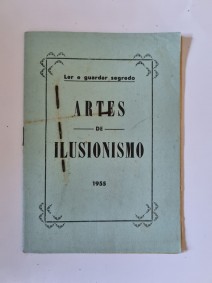 Ler e guardar segredo
ARTES
DE
ILUSIONISMO
1955